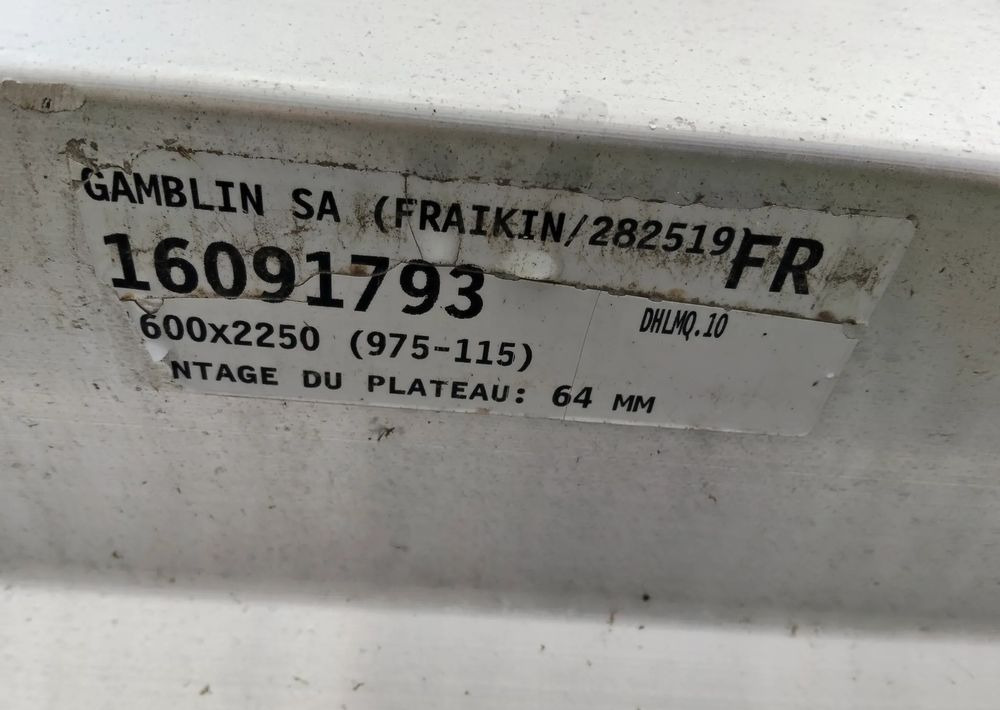 GAMBLIN SA (FRAIKIN/282519) FR
16091793
DHLMQ.10
600x2250 (975-115)
NTAGE DU PLATEAU: 64 MM